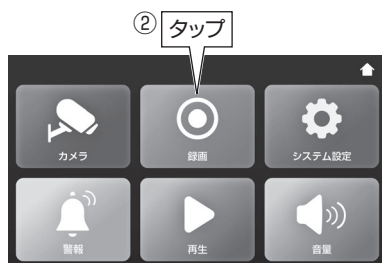 ② タップ
カメラ 録画 システム設定
警報 再生 音量